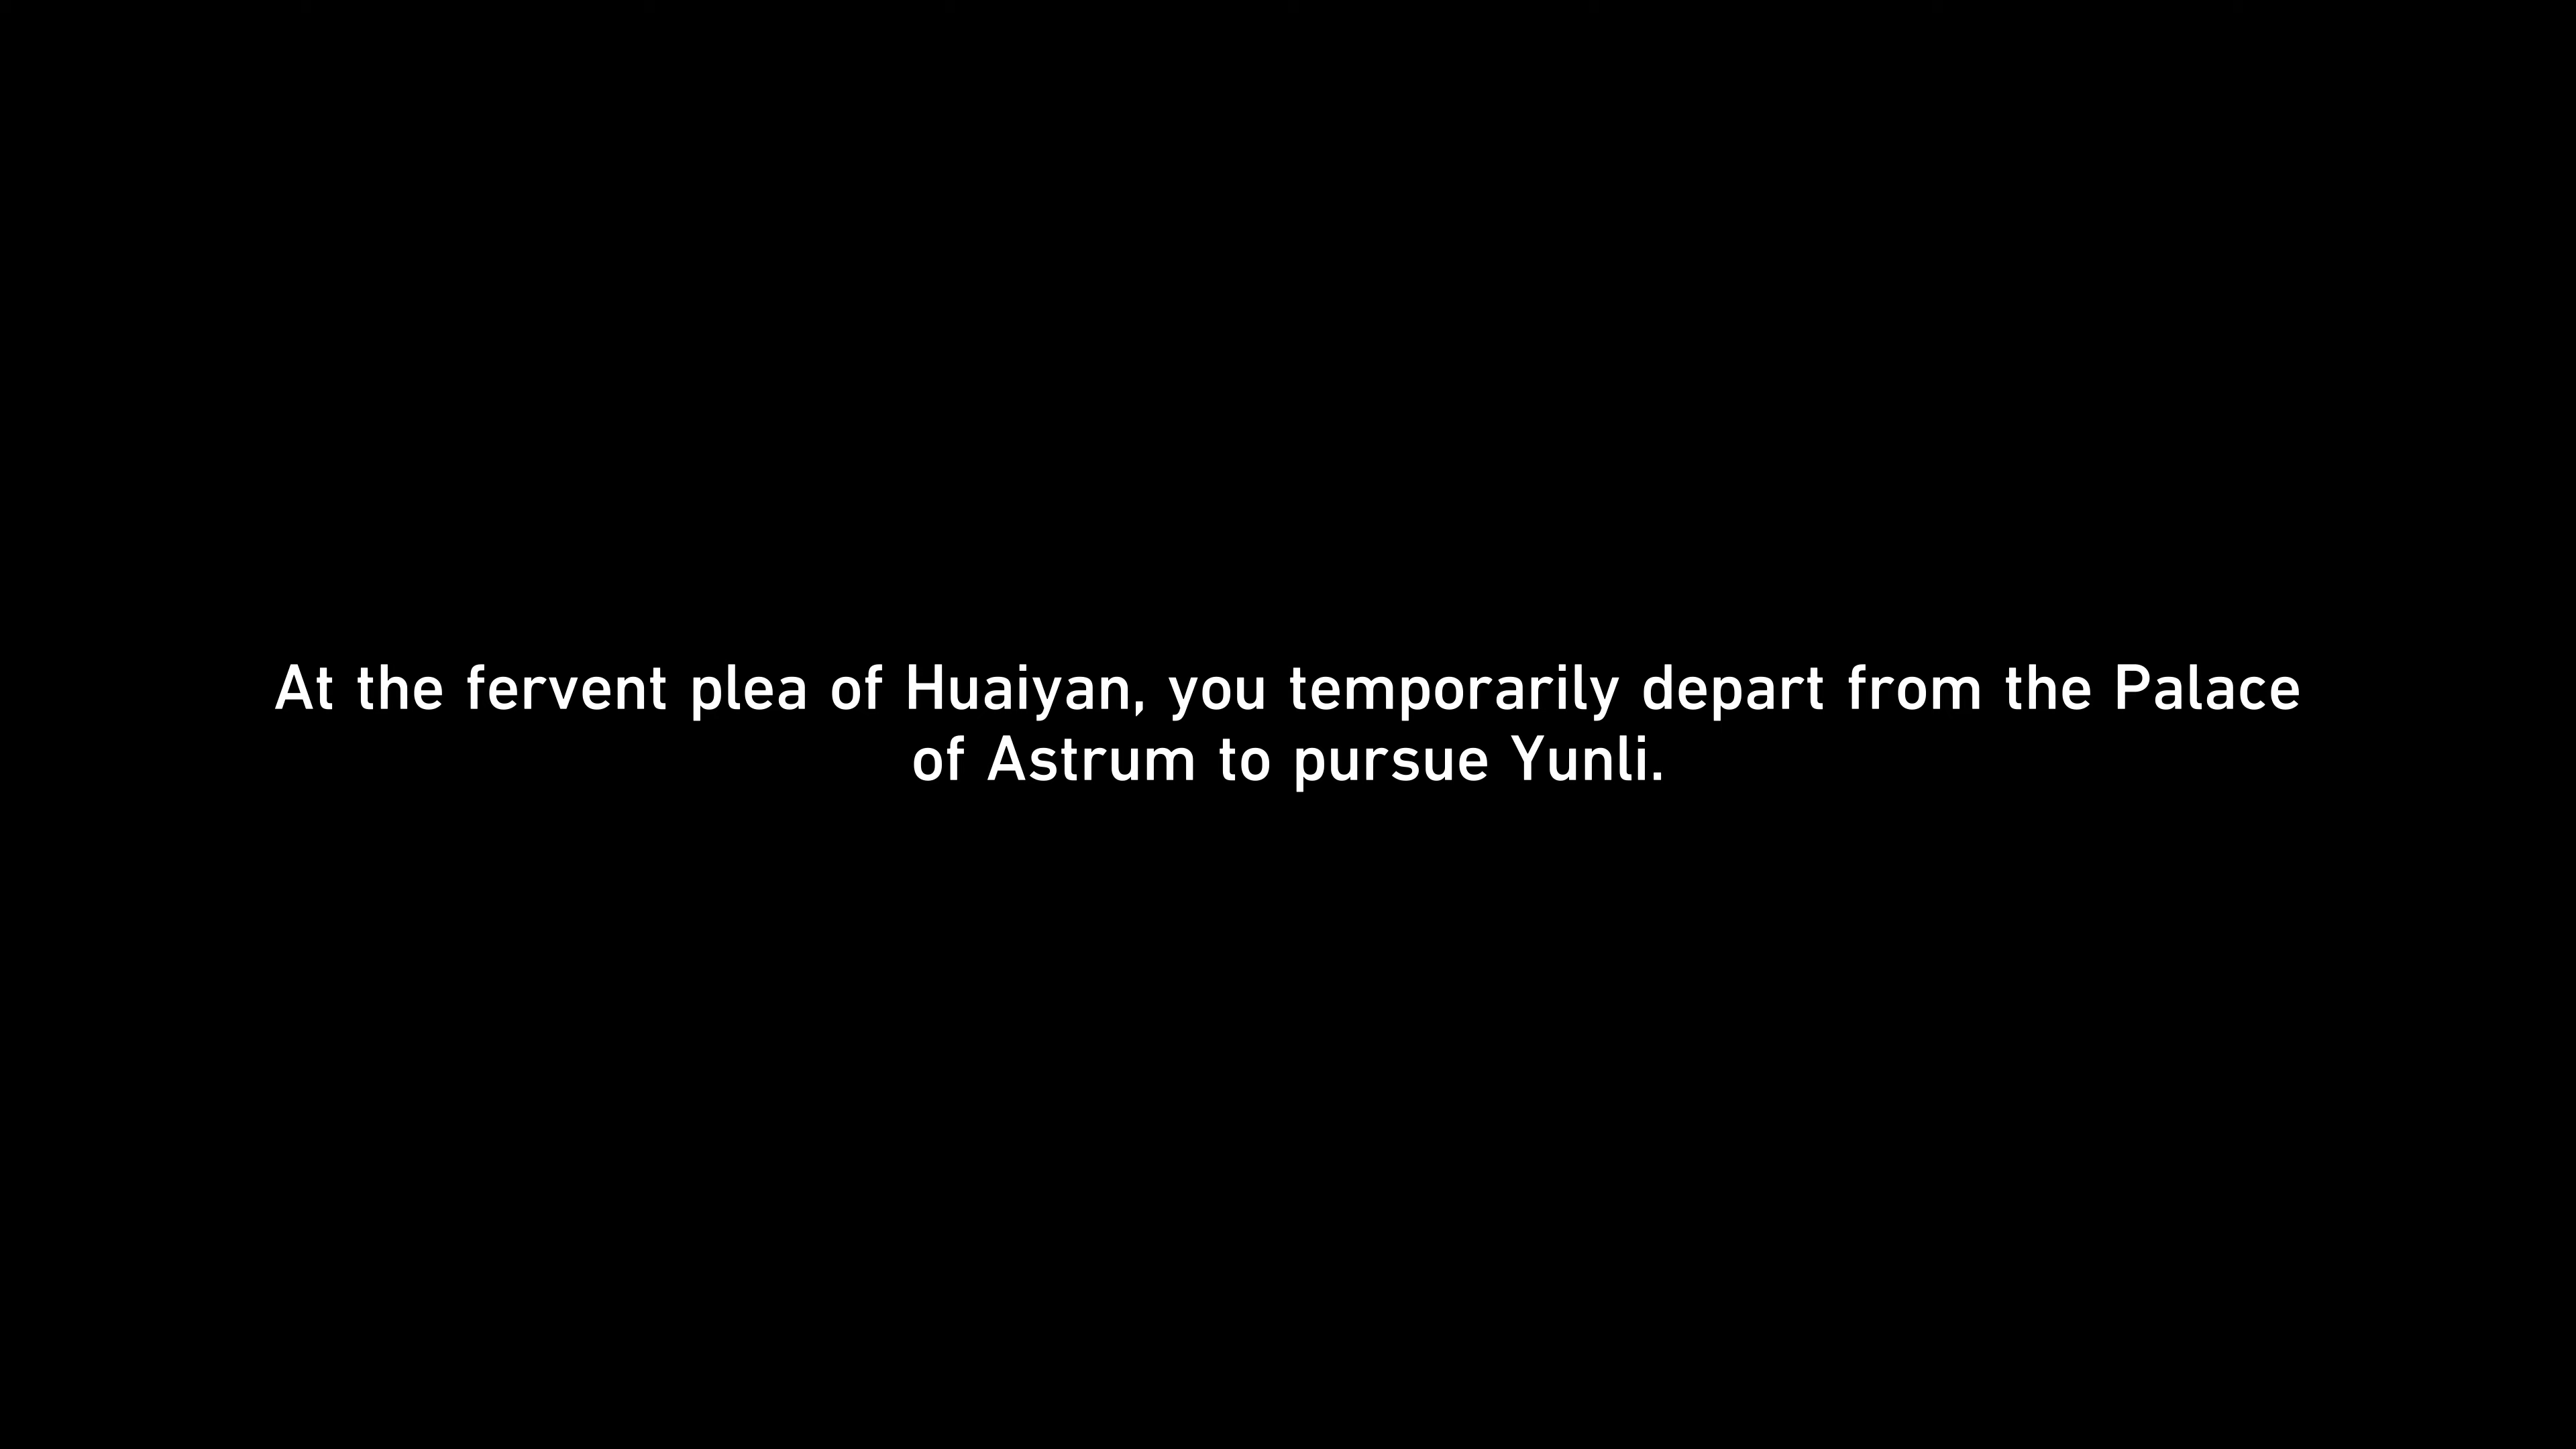 At the fervent plea of Huaiyan, you temporarily depart from the Palace
of Astrum to pursue Yunli.